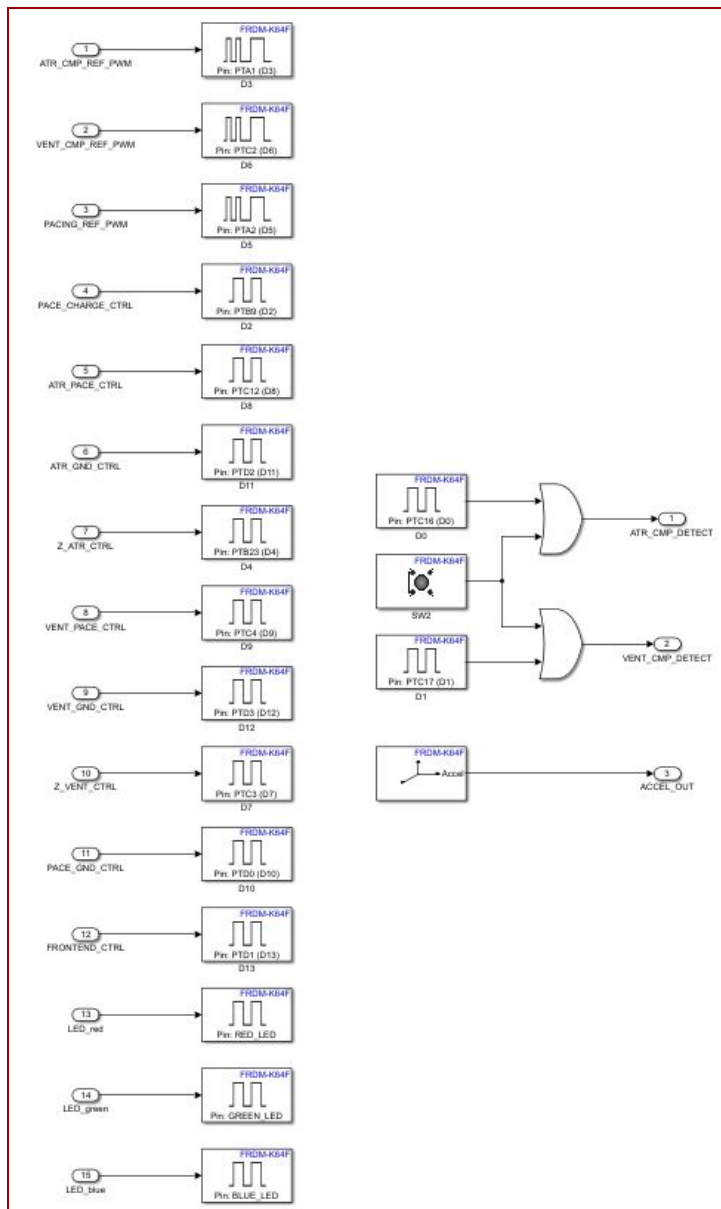 FRDM-K64F
1
ATR_CMP_REF_PWM
Pin: PTA1 (D3)
D3
FRDM-K64F
2
VENT_CMP_REF_PWM
Pin: PTC2 (D6)
D6
FRDM-K64F
3
PACING_REF_PWM
Pin: PTA2 (D5)
D5
FRDM-K64F
4
PACE_CHARGE_CTRL
Pin: PTB9 (D2)
D2
FRDM-K64F
5
ATR_PACE_CTRL
Pin: PTC12 (D8)
D8
FRDM-K64F
6
ATR_GND_CTRL
Pin: PTD2 (D11)
D11
FRDM-K64F
7
Z_ATR_CTRL
Pin: PTB23 (D4)
D4
FRDM-K64F
8
VENT_PACE_CTRL
Pin: PTC4 (D9)
D9
FRDM-K64F
9
VENT_GND_CTRL
Pin: PTD3 (D12)
D12
FRDM-K64F
10
Z_VENT_CTRL
Pin: PTC3 (D7)
D7
FRDM-K64F
11
PACE_GND_CTRL
Pin: PTD0 (D10)
D10
FRDM-K64F
12
FRONTEND_CTRL
Pin: PTD1 (D13)
D13
FRDM-K64F
13
LED_red
Pin: RED_LED
FRDM-K64F
14
LED_green
Pin: GREEN_LED
FRDM-K64F
15
LED_blue
Pin: BLUE_LED
FRDM-K64F
Pin: PTC16 (D0)
D0
1
ATR_CMP_DETECT
FRDM-K64F
SW2
FRDM-K64F
Pin: PTC17 (D1)
D1
2
VENT_CMP_DETECT
FRDM-K64F
Accel
3
ACCEL_OUT